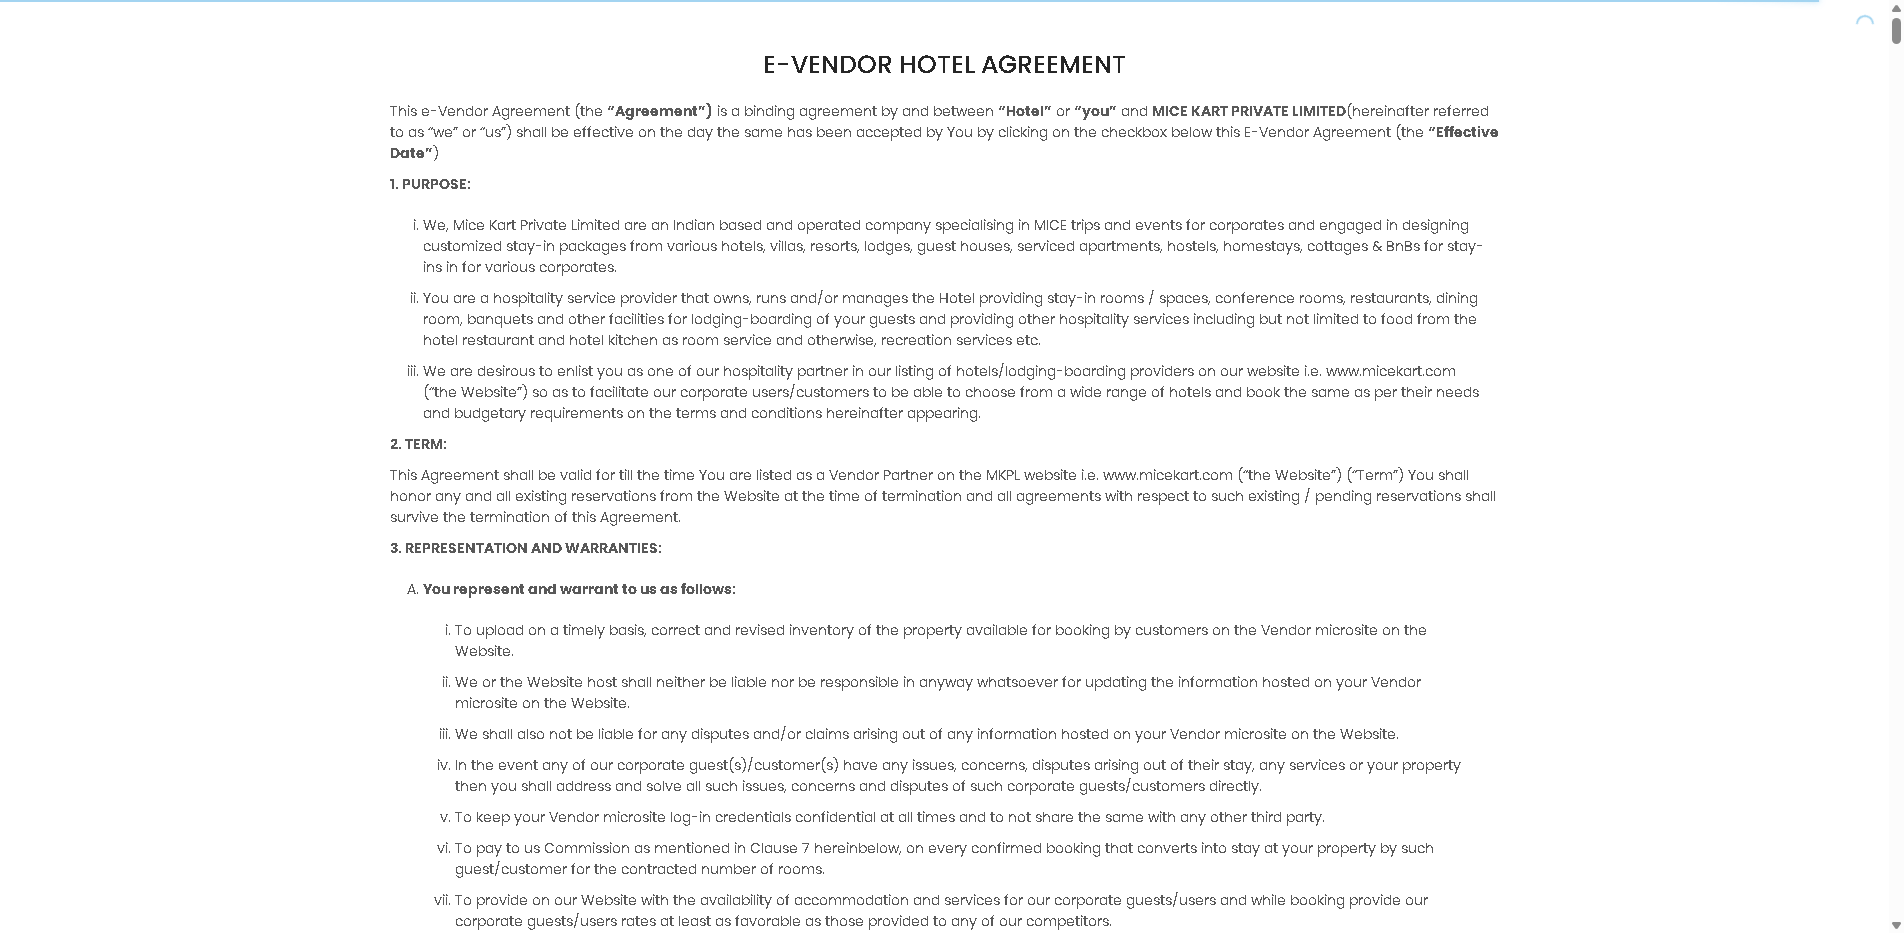 E-VENDOR HOTEL AGREEMENT
This e-Vendor Agreement (the “Agreement”) is a binding agreement by and between “Hotel” or “you” and MICE KART PRIVATE LIMITED(hereinafter referred
to as “we” or “us”) shall be effective on the day the same has been accepted by You by clicking on the checkbox below this E-Vendor Agreement (the “Effective
Date”)
1. PURPOSE:
i. We, Mice Kart Private Limited are an Indian based and operated company specialising in MICE trips and events for corporates and engaged in designing
customized stay-in packages from various hotels, villas, resorts, lodges, guest houses, serviced apartments, hostels, homestays, cottages & BnBs for stay-
ins in for various corporates.
ii. You are a hospitality service provider that owns, runs and/or manages the Hotel providing stay-in rooms / spaces, conference rooms, restaurants, dining
room, banquets and other facilities for lodging-boarding of your guests and providing other hospitality services including but not limited to food from the
hotel restaurant and hotel kitchen as room service and otherwise, recreation services etc.
iii. We are desirous to enlist you as one of our hospitality partner in our listing of hotels/lodging-boarding providers on our website i.e. www.micekart.com
(“the Website”) so as to facilitate our corporate users/customers to be able to choose from a wide range of hotels and book the same as per their needs
and budgetary requirements on the terms and conditions hereinafter appearing.
2. TERM:
This Agreement shall be valid for till the time You are listed as a Vendor Partner on the MKPL website i.e. www.micekart.com (“the Website”) (“Term”) You shall
honor any and all existing reservations from the Website at the time of termination and all agreements with respect to such existing / pending reservations shall
survive the termination of this Agreement.
3. REPRESENTATION AND WARRANTIES:
A. You represent and warrant to us as follows:
i. To upload on a timely basis, correct and revised inventory of the property available for booking by customers on the Vendor microsite on the
Website.
ii. We or the Website host shall neither be liable nor be responsible in anyway whatsoever for updating the information hosted on your Vendor
microsite on the Website.
iii. We shall also not be liable for any disputes and/or claims arising out of any information hosted on your Vendor microsite on the Website.
iv. In the event any of our corporate guest(s)/customer(s) have any issues, concerns, disputes arising out of their stay, any services or your property
then you shall address and solve all such issues, concerns and disputes of such corporate guests/customers directly.
v. To keep your Vendor microsite log-in credentials confidential at all times and to not share the same with any other third party.
vi. To pay to us Commission as mentioned in Clause 7 hereinbelow, on every confirmed booking that converts into stay at your property by such
guest/customer for the contracted number of rooms.
vii. To provide on our Website with the availability of accommodation and services for our corporate guests/users and while booking provide our
corporate guests/users rates at least as favorable as those provided to any of our competitors.